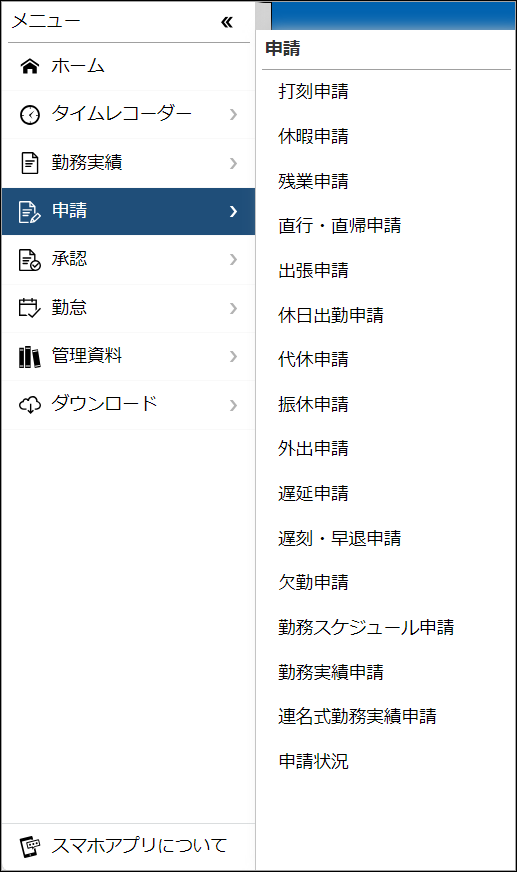 メニュー
ホーム
タイムレコーダー
勤務実績
申請
承認
勤怠
管理資料
ダウンロード
スマホアプリについて
申請
打刻申請
休暇申請
残業申請
直行・直帰申請
出張申請
休日出勤申請
代休申請
振休申請
外出申請
遅延申請
遅刻・早退申請
欠勤申請
勤務スケジュール申請
勤務実績申請
連名式勤務実績申請
申請状況